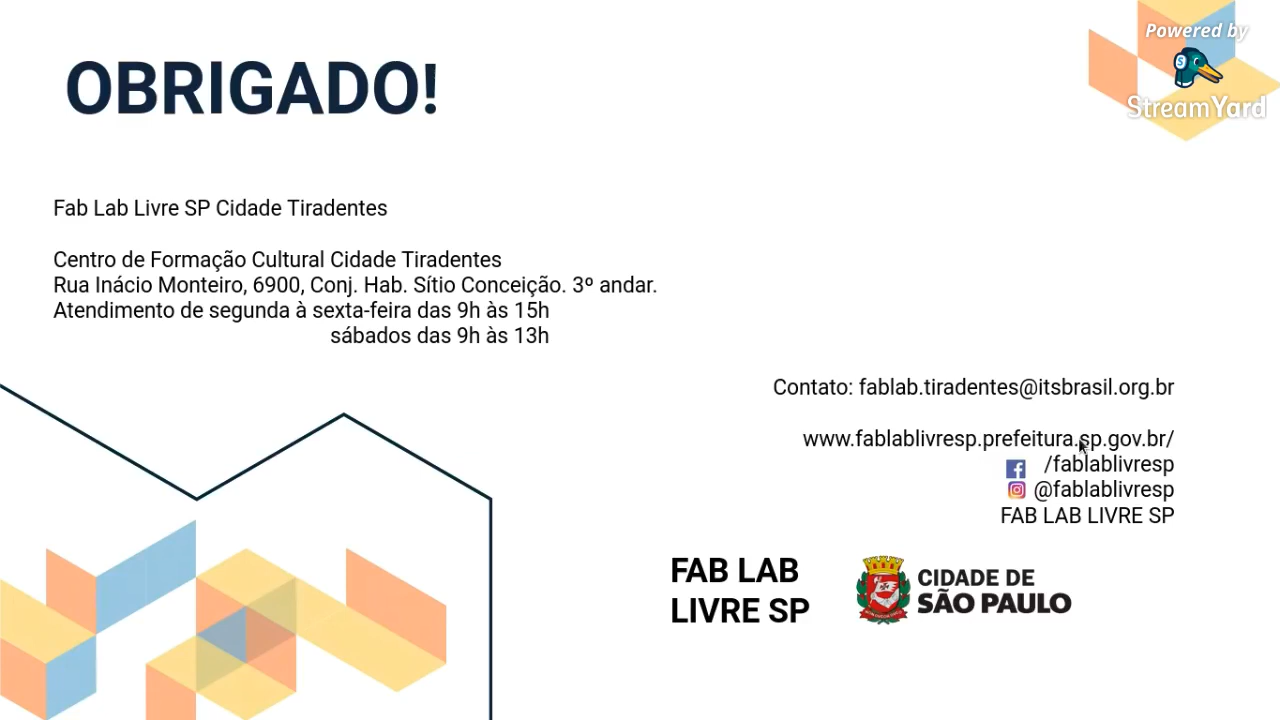 Powered by
StreamYard
OBRIGADO!
Fab Lab Livre SP Cidade Tiradentes
Centro de Formação Cultural Cidade Tiradentes
Rua Inácio Monteiro, 6900, Conj. Hab. Sítio Conceição. 3º andar.
Atendimento de segunda à sexta-feira das 9h às 15h
sábados das 9h às 13h
Contato: fablab.tiradentes@itsbrasil.org.br
www.fablablivresp.prefeitura.sp.gov.br/
/fablablivresp
@fablablivresp
FAB LAB LIVRE SP
FAB LAB
LIVRE SP
CIDADE DE
SÃO PAULO